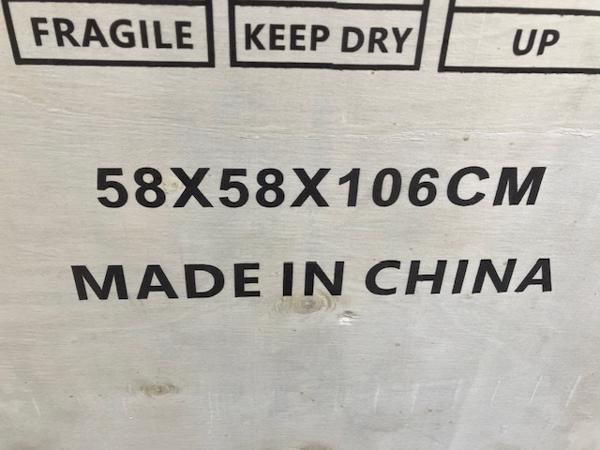 FRAGILE KEEP DRY UP
58X58X106CM
MADE IN CHINA